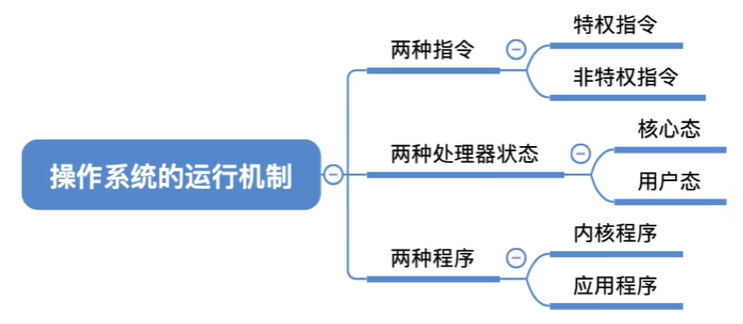 操作系统的运行机制
两种指令
特权指令
非特权指令
两种处理器状态
核心态
用户态
两种程序
内核程序
应用程序